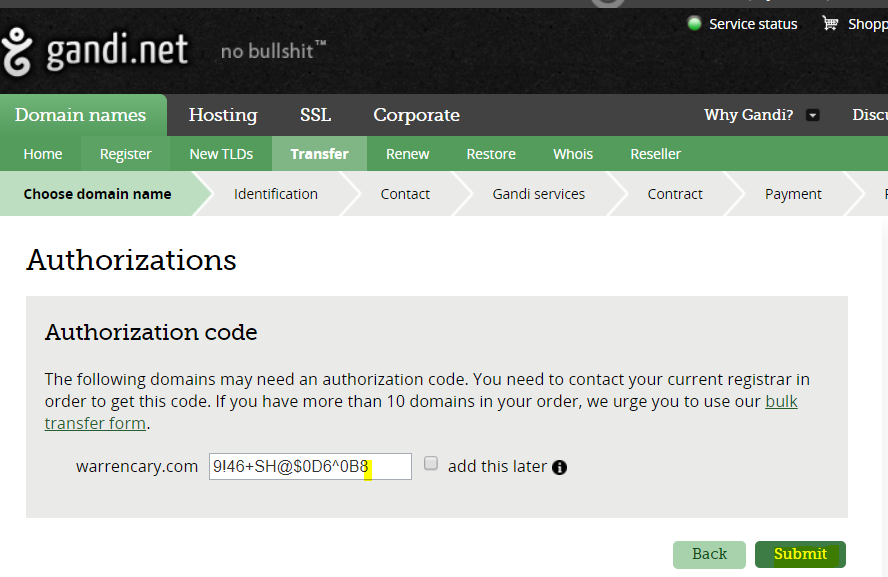 Service status Shopp
gandi.net no bullshit™
Domain names Hosting SSL Corporate Why Gandi? Discu
Home Register New TLDs Transfer Renew Restore Whois Reseller
Choose domain name Identification Contact Gandi services Contract Payment
Authorizations
Authorization code
The following domains may need an authorization code. You need to contact your current registrar in
order to get this code. If you have more than 10 domains in your order, we urge you to use our bulk
transfer form.
warrencary.com 9!46+SH@$0D6^0B8 add this later i
Back Submit